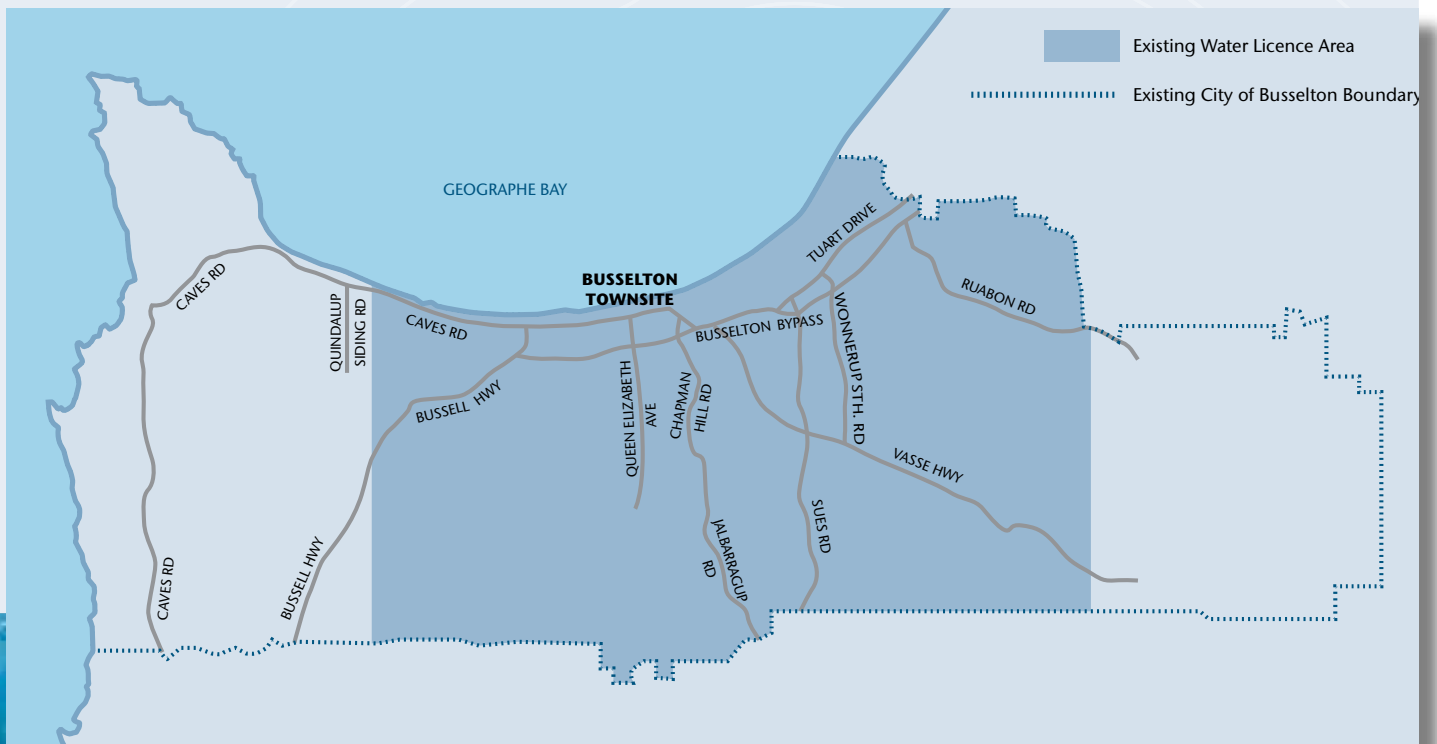 Existing Water Licence Area
Existing City of Busselton Boundary
GEOGRAPHE BAY
TUART DRIVE
CAVES RD
BUSSELTON
TOWNSITE
RUABON RD
QUINDALLUP
SIDING RD
CAVES RD
BUSSELTON BYPASS
WONNERUP STH. RD
BUSSELL HWY
QUEEN ELIZABETH
AVE
CHAPMAN
HILL RD
VASSE HWY
SUES RD
JALBARRAGUP
RD
BUSSELL HWY
CAVES RD